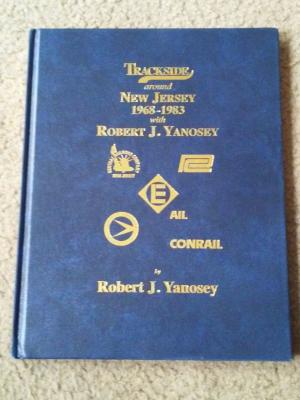 TRACKSIDE
around
NEW JERSEY
1968-1983
with
ROBERT J. YANOSEY
E
AIL
CONRAIL
by
Robert J. Yanosey